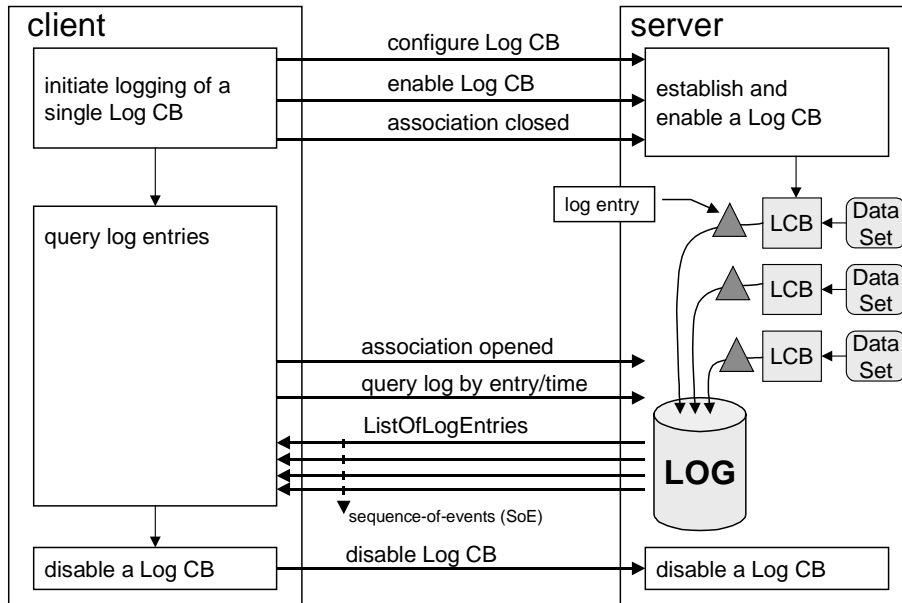 client
server
configure Log CB
initiate logging of a
single Log CB
enable Log CB
establish and
enable a Log CB
association closed
log entry
LCB
Data
Set
query log entries
LCB
Data
Set
LCB
Data
Set
association opened
query log by entry/time
ListOfLogEntries
LOG
sequence-of-events (SoE)
disable a Log CB
disable Log CB
disable a Log CB